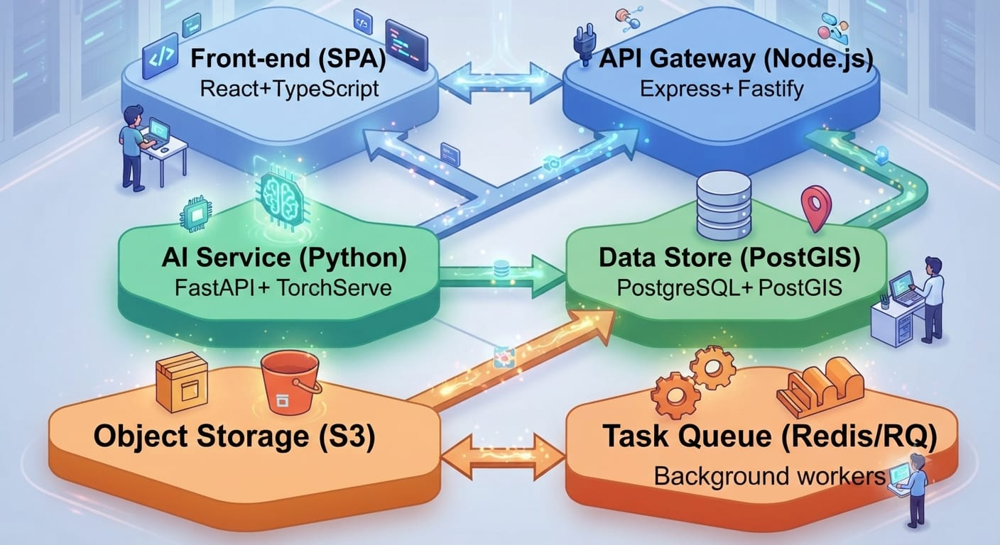 Front-end (SPA)
React+TypeScript
API Gateway (Node.js)
Express+ Fastify
AI Service (Python)
FastAPI+ TorchServe
Data Store (PostGIS)
PostgreSQL+ PostGIS
Object Storage (S3)
Task Queue (Redis/RQ)
Background workers